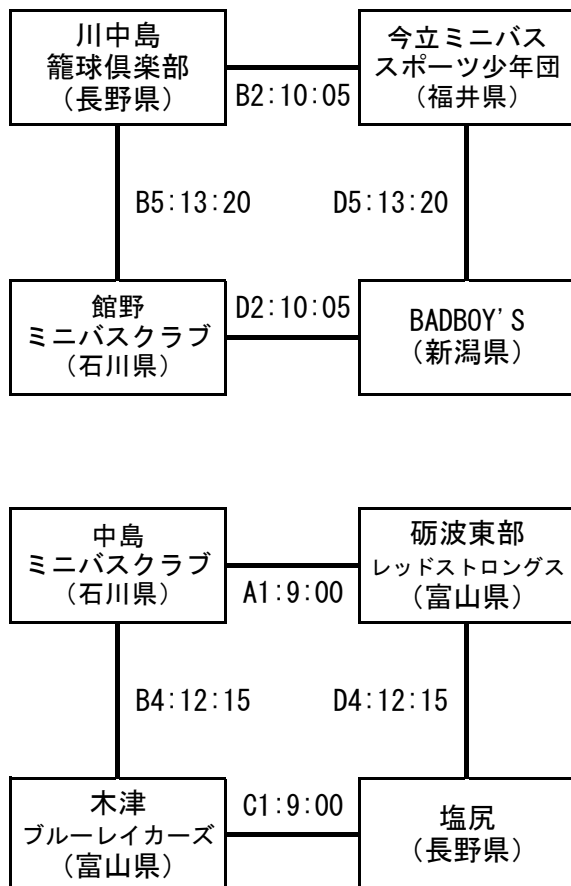 川中島
籠球倶楽部
（長野県）
今立ミニバス
スポーツ少年団
（福井県）
B2:10:05
B5:13:20
D5:13:20
館野
ミニバスクラブ
（石川県）
D2:10:05
BADBOY'S
（新潟県）
中島
ミニバスクラブ
（石川県）
砺波東部
レッドストロングス
（富山県）
A1:9:00
B4:12:15
D4:12:15
木津
ブルーレイカーズ
（富山県）
C1:9:00
塩尻
（長野県）